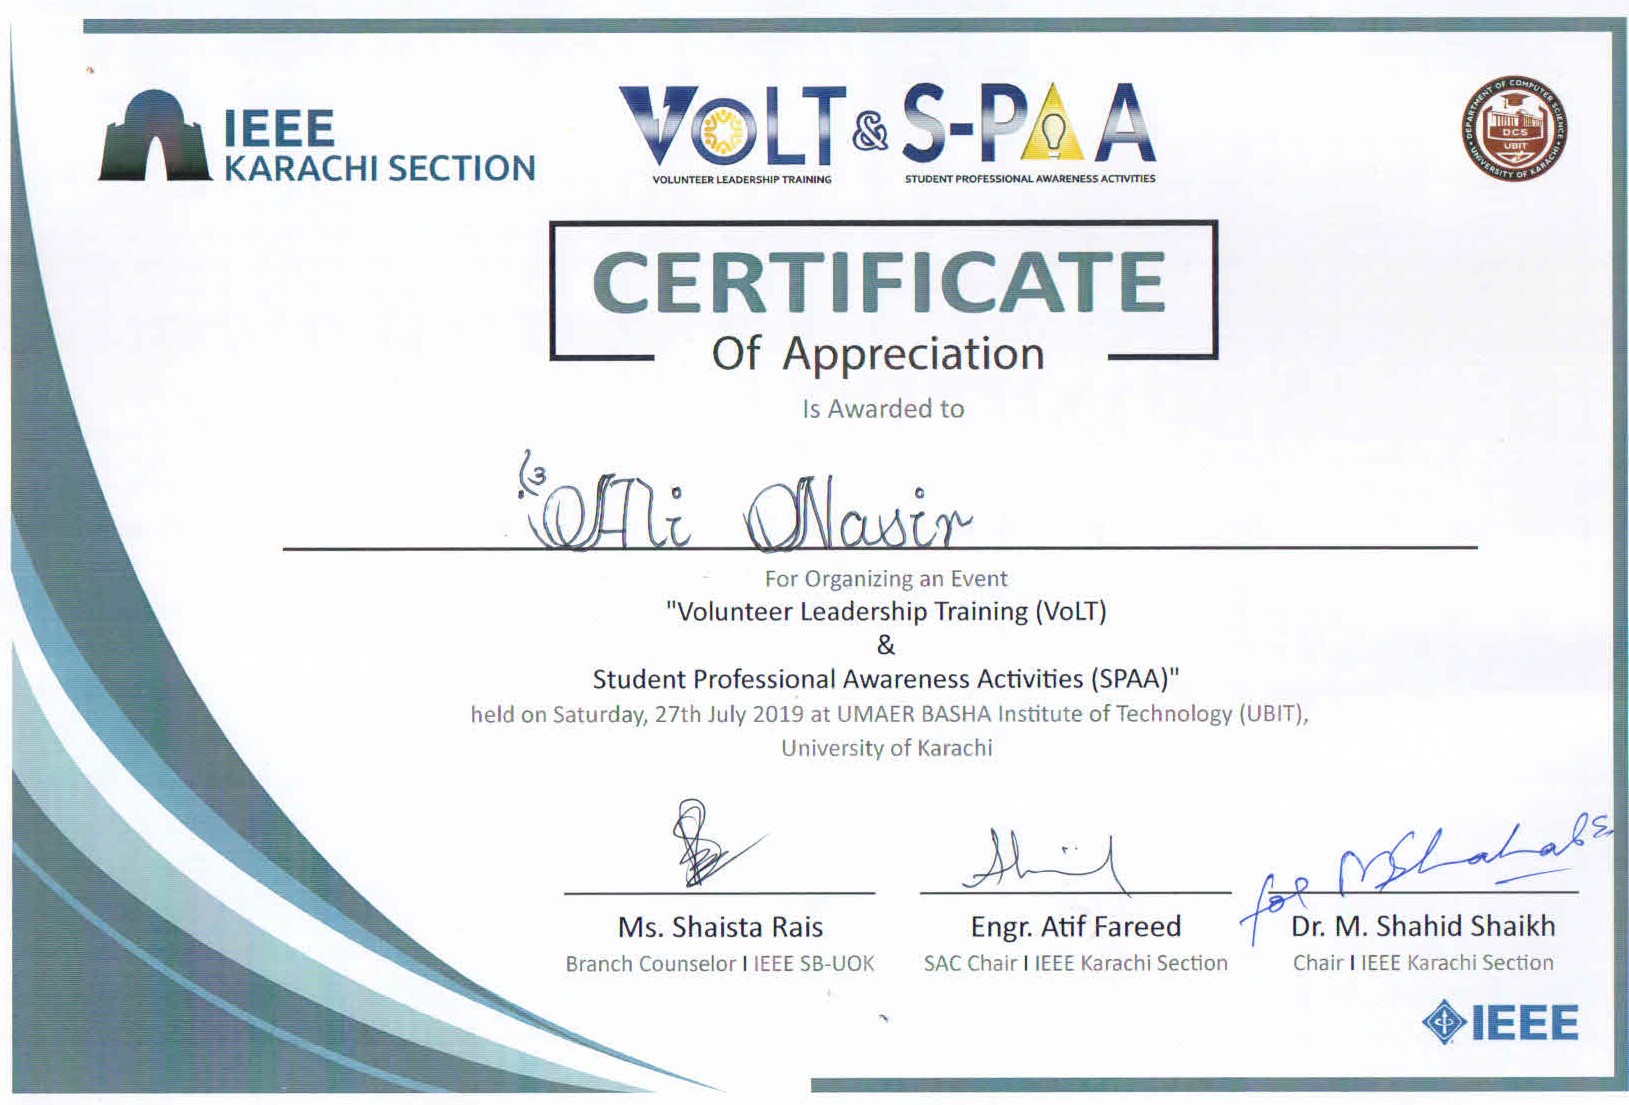 IEEE
KARACHI SECTION
VOLT & S-PAA
VOLUNTEER LEADERSHIP TRAINING
STUDENT PROFESSIONAL AWARENESS ACTIVITIES
DEPARTMENT OF COMPUTER SCIENCE
DCS
UBIT
UNIVERSITY OF KARACHI
CERTIFICATE
Of Appreciation
Is Awarded to
Ali Nasir
For Organizing an Event
"Volunteer Leadership Training (VoLT)
&
Student Professional Awareness Activities (SPAA)"
held on Saturday, 27th July 2019 at UMAER BASHA Institute of Technology (UBIT),
University of Karachi
for
Ms. Shaista Rais
Engr. Atif Fareed
Dr. M. Shahid Shaikh
Branch Counselor I IEEE SB-UOK
SAC Chair I IEEE Karachi Section
Chair I IEEE Karachi Section
IEEE